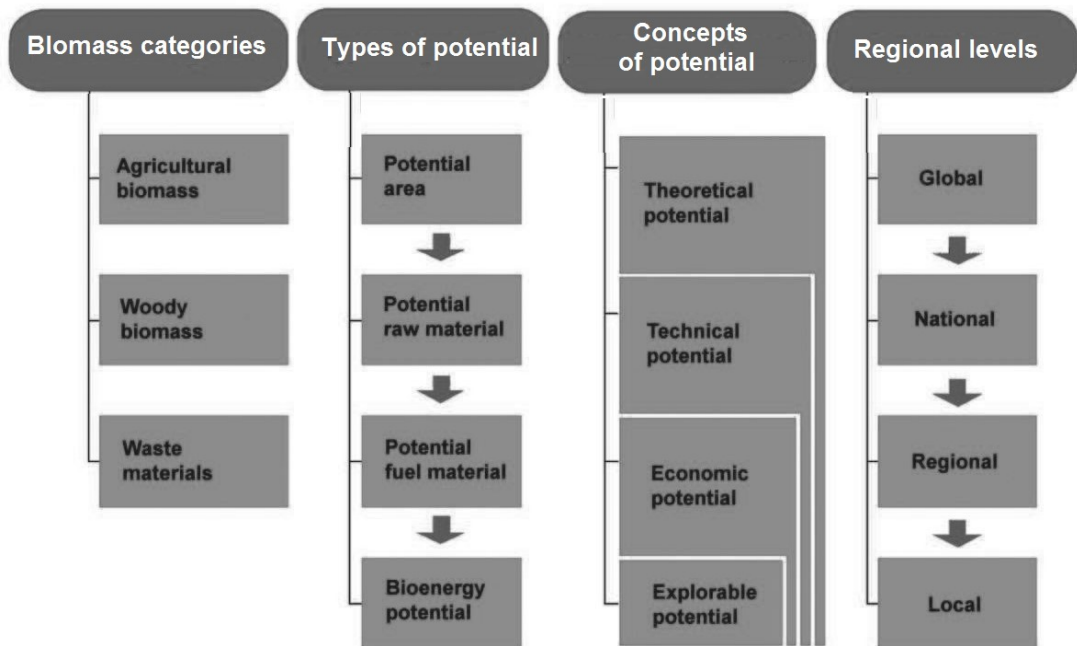 Biomass categories
Agricultural
biomass
Woody
biomass
Waste
materials
Types of potential
Potential
area
Potential
raw material
Potential
fuel material
Bioenergy
potential
Concepts
of potential
Theoretical
potential
Technical
potential
Economic
potential
Explorable
potential
Regional levels
Global
National
Regional
Local